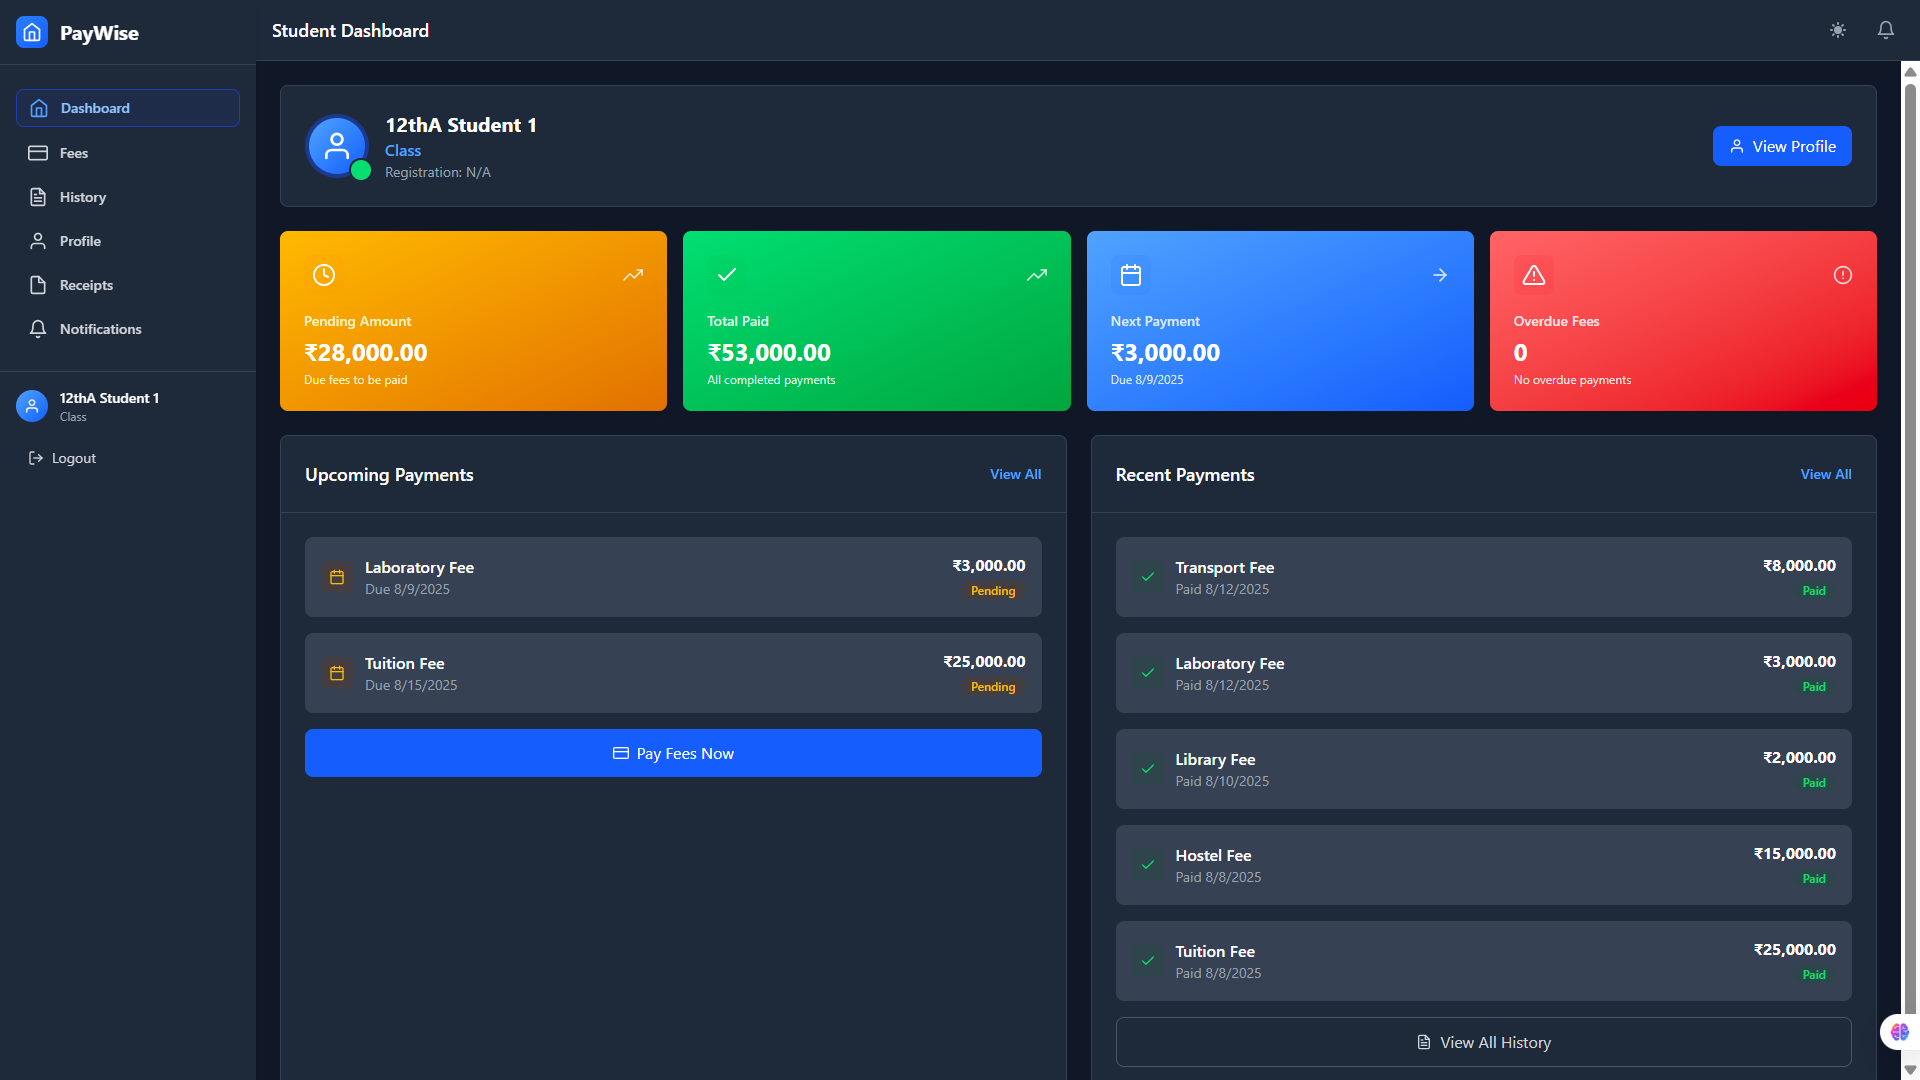 PayWise
Student Dashboard
Dashboard
Fees
History
Profile
Receipts
Notifications
12thA Student 1
Class
Logout
12thA Student 1
Class
Registration: N/A
View Profile
Pending Amount
₹28,000.00
Due fees to be paid
Total Paid
₹53,000.00
All completed payments
Next Payment
₹3,000.00
Due 8/9/2025
Overdue Fees
0
No overdue payments
Upcoming Payments
View All
Laboratory Fee
₹3,000.00
Due 8/9/2025
Pending
Tuition Fee
₹25,000.00
Due 8/15/2025
Pending
Pay Fees Now
Recent Payments
View All
Transport Fee
₹8,000.00
Paid 8/12/2025
Paid
Laboratory Fee
₹3,000.00
Paid 8/12/2025
Paid
Library Fee
₹2,000.00
Paid 8/10/2025
Paid
Hostel Fee
₹15,000.00
Paid 8/8/2025
Paid
Tuition Fee
₹25,000.00
Paid 8/8/2025
Paid
View All History